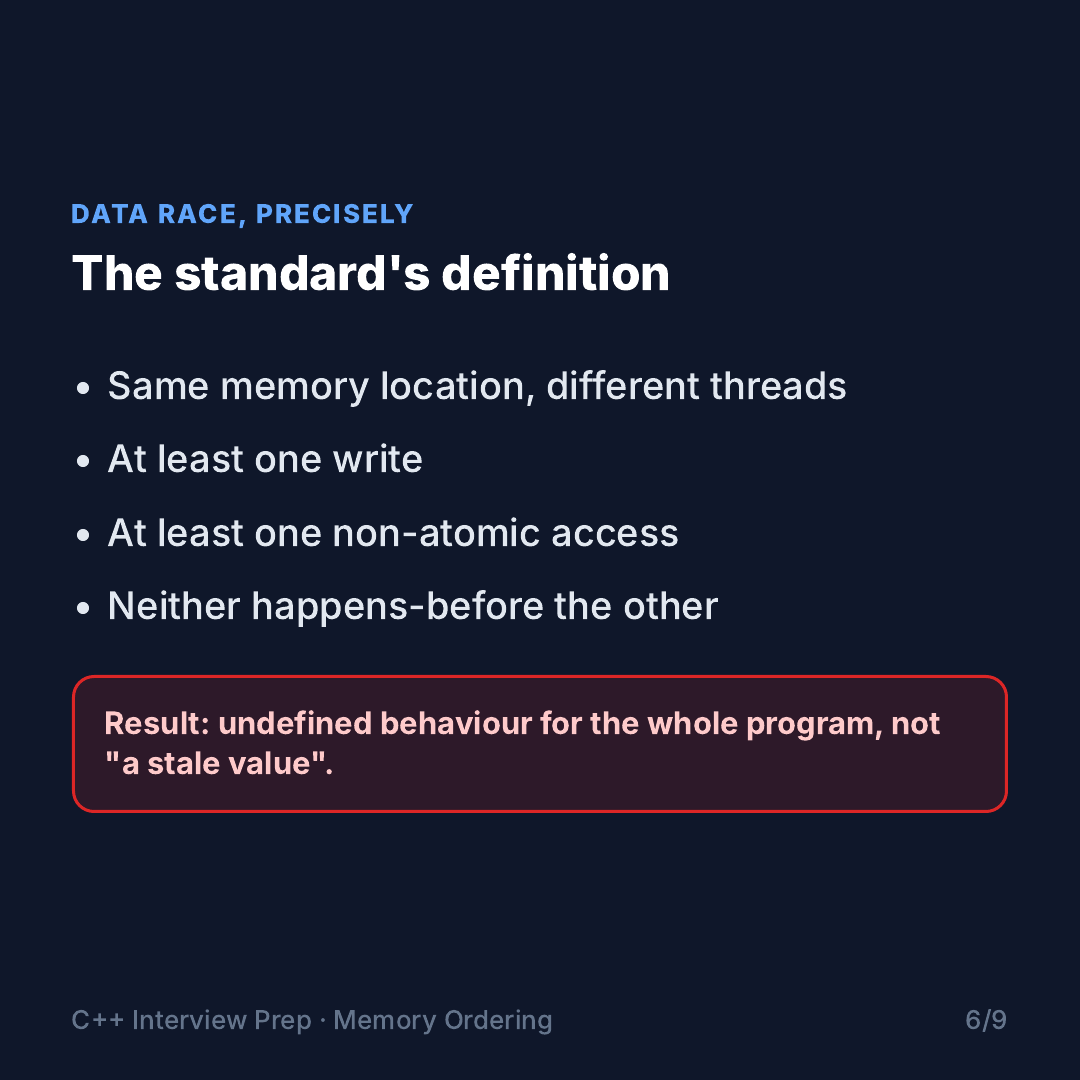 DATA RACE, PRECISELY
The standard's definition
• Same memory location, different threads
• At least one write
• At least one non-atomic access
• Neither happens-before the other
Result: undefined behaviour for the whole program, not
"a stale value".
C++ Interview Prep · Memory Ordering
6/9